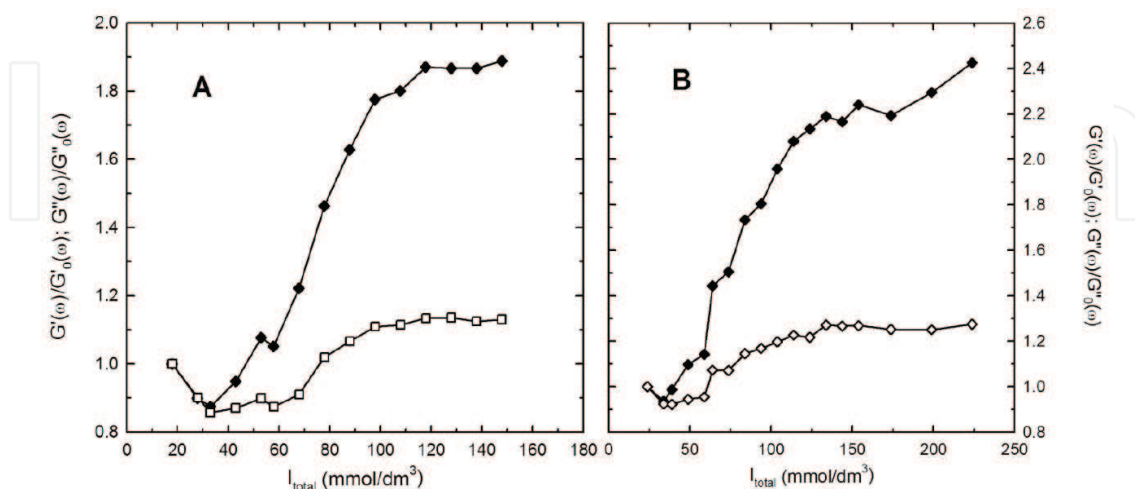 A
2.0
1.8
1.6
1.4
1.2
1.0
0.8
G'(ω)/G'₀(ω); G''(ω)/G''₀(ω)
0 20 40 60 80 100 120 140 160 180
I_total (mmol/dm³)
B
2.6
2.4
2.2
2.0
1.8
1.6
1.4
1.2
1.0
0.8
G'(ω)/G'₀(ω); G''(ω)/G''₀(ω)
0 50 100 150 200 250
I_total (mmol/dm³)